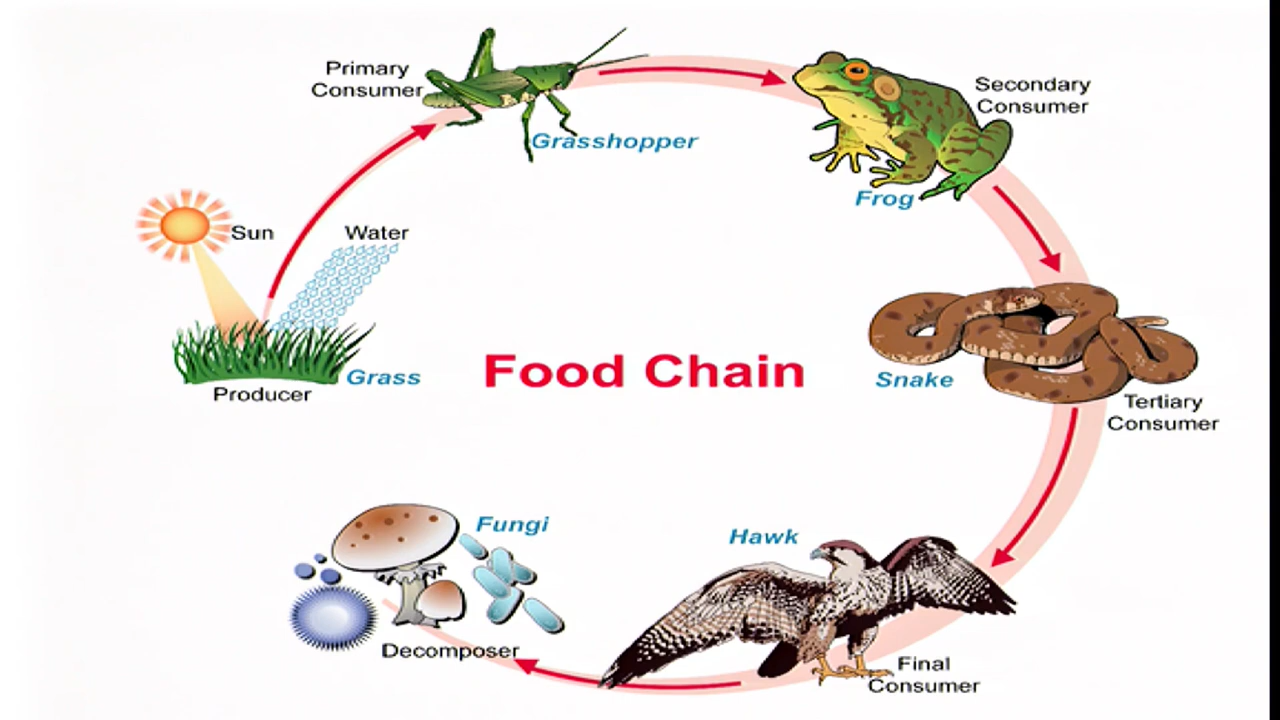 Primary
Consumer
Grasshopper
Secondary
Consumer
Frog
Sun
Water
Grass
Producer
Food Chain
Snake
Tertiary
Consumer
Fungi
Hawk
Decomposer
Final
Consumer